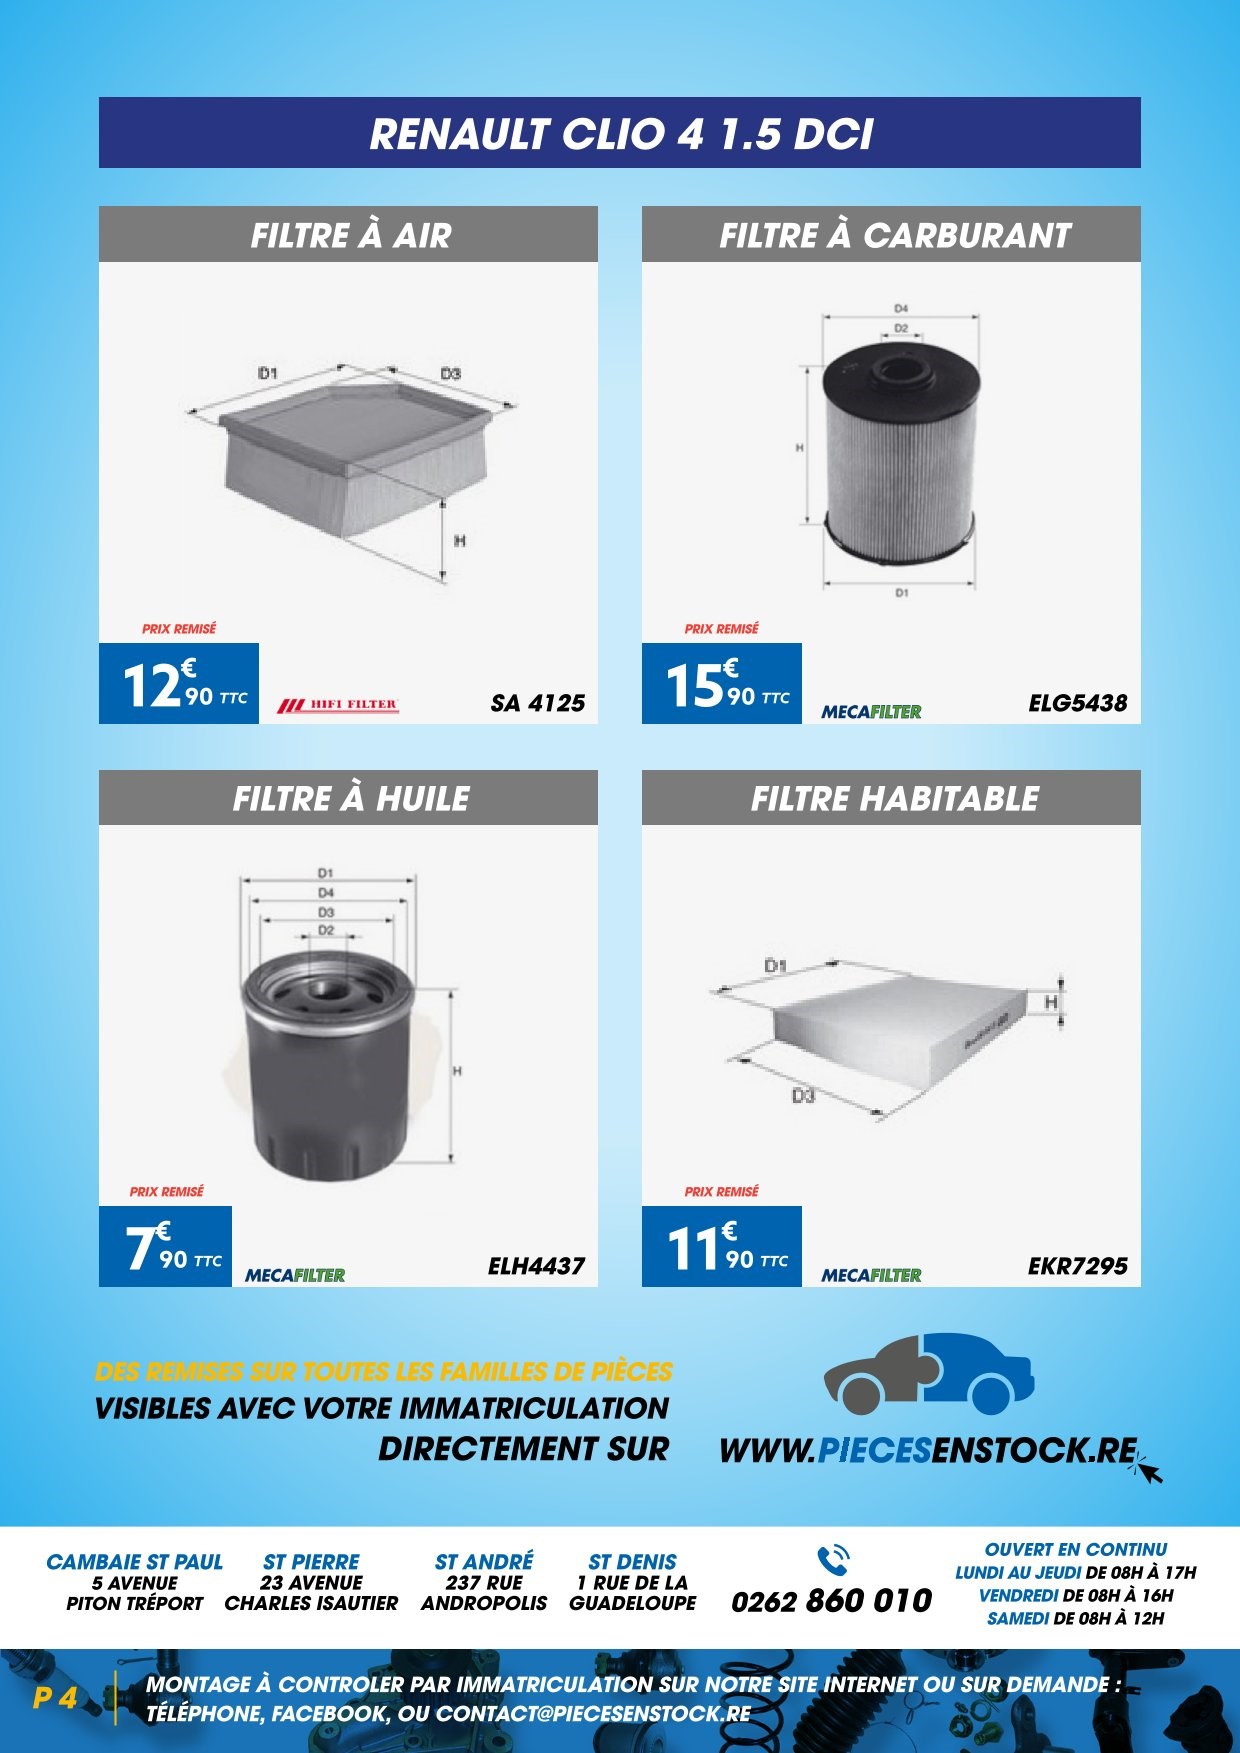 RENAULT CLIO 4 1.5 DCI
FILTRE À AIR
D1
D3
H
PRIX REMISÉ
12€90 TTC
HIFI FILTER
SA 4125
FILTRE À CARBURANT
D4
D2
H
D1
PRIX REMISÉ
15€90 TTC
MECAFILTER
ELG5438
FILTRE À HUILE
D1
D4
D3
D2
H
PRIX REMISÉ
7€90 TTC
MECAFILTER
ELH4437
FILTRE HABITABLE
D1
H
D3
PRIX REMISÉ
11€90 TTC
MECAFILTER
EKR7295
DES REMISES SUR TOUTES LES FAMILLES DE PIÈCES
VISIBLES AVEC VOTRE IMMATRICULATION
DIRECTEMENT SUR
WWW.PIECESENSTOCK.RE
CAMBAIE ST PAUL
5 AVENUE
PITON TRÉPORT
ST PIERRE
23 AVENUE
CHARLES ISAUTIER
ST ANDRÉ
237 RUE
ANDROPOLIS
ST DENIS
1 RUE DE LA
GUADELOUPE
0262 860 010
OUVERT EN CONTINU
LUNDI AU JEUDI DE 08H À 17H
VENDREDI DE 08H À 16H
SAMEDI DE 08H À 12H
P 4
MONTAGE À CONTROLER PAR IMMATRICULATION SUR NOTRE SITE INTERNET OU SUR DEMANDE :
TÉLÉPHONE, FACEBOOK, OU CONTACT@PIECESENSTOCK.RE